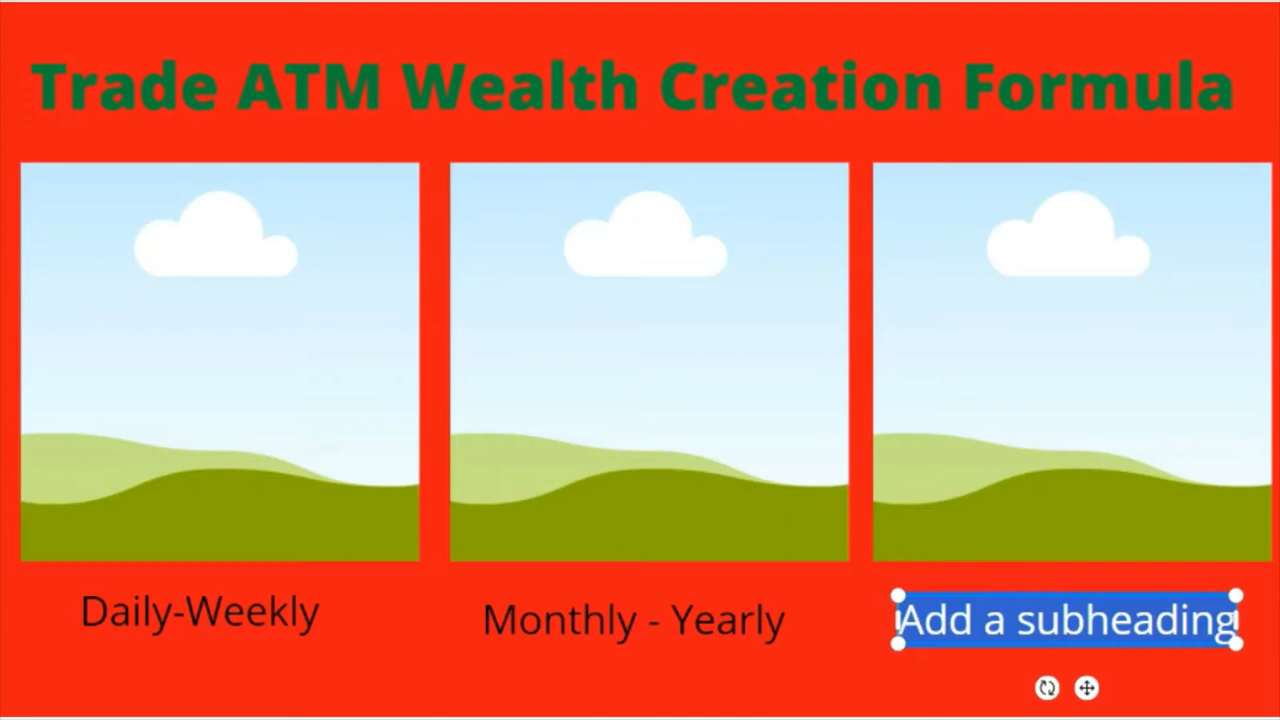 Trade ATM Wealth Creation Formula
Daily-Weekly
Monthly - Yearly
Add a subheading